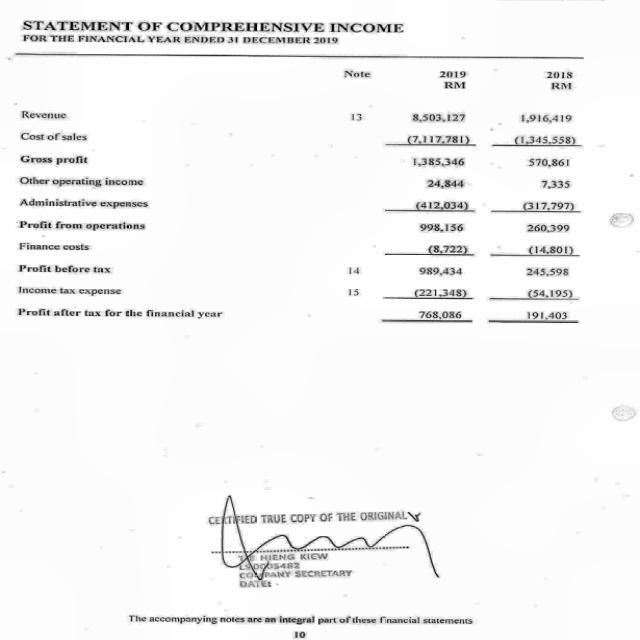 STATEMENT OF COMPREHENSIVE INCOME
FOR THE FINANCIAL YEAR ENDED 31 DECEMBER 2019
Note 2019 2018
RM RM
Revenue 13 8,503,127 1,916,419
Cost of sales (7,117,781) (1,345,558)
Gross profit 1,385,346 570,861
Other operating income 24,844 7,335
Administrative expenses (412,034) (317,797)
Profit from operations 998,156 260,399
Finance costs (8,722) (14,801)
Profit before tax 14 989,434 245,598
Income tax expense 15 (221,348) (54,195)
Profit after tax for the financial year 768,086 191,403
CERTIFIED TRUE COPY OF THE ORIGINAL
HIENG KIEW
LS0005482
COMPANY SECRETARY
DATE:
The accompanying notes are an integral part of these financial statements
10